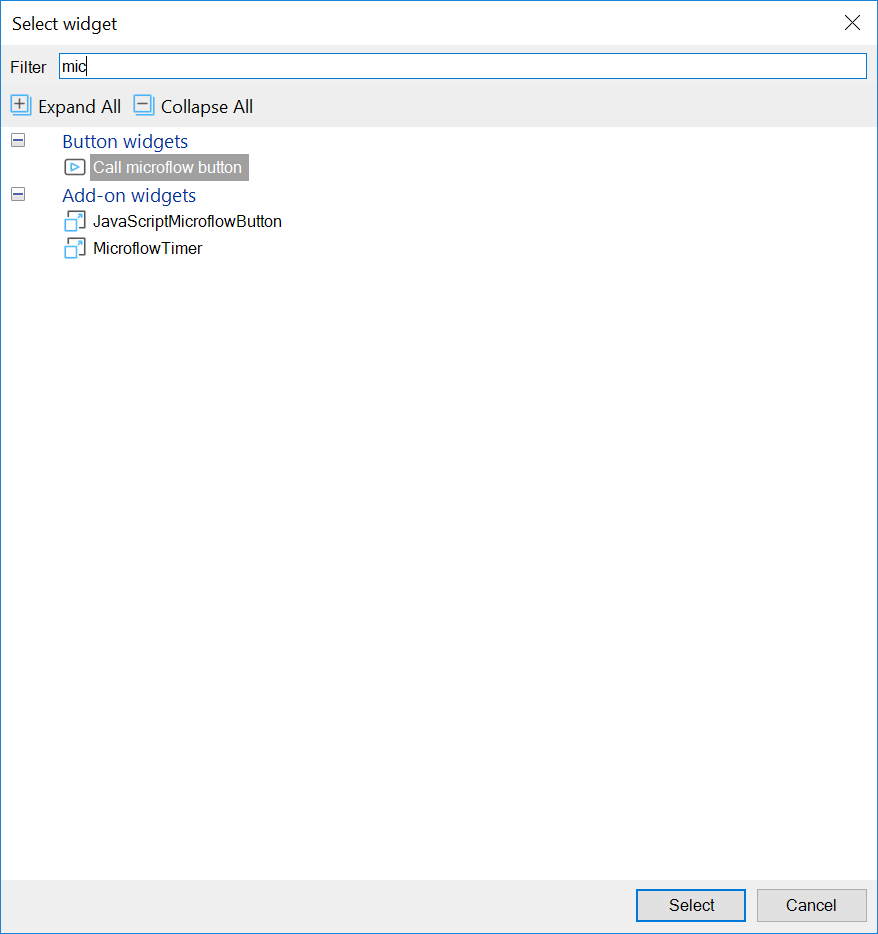 Select widget
Filter mic
Expand All Collapse All
Button widgets
Call microflow button
Add-on widgets
JavaScriptMicroflowButton
MicroflowTimer
Select Cancel